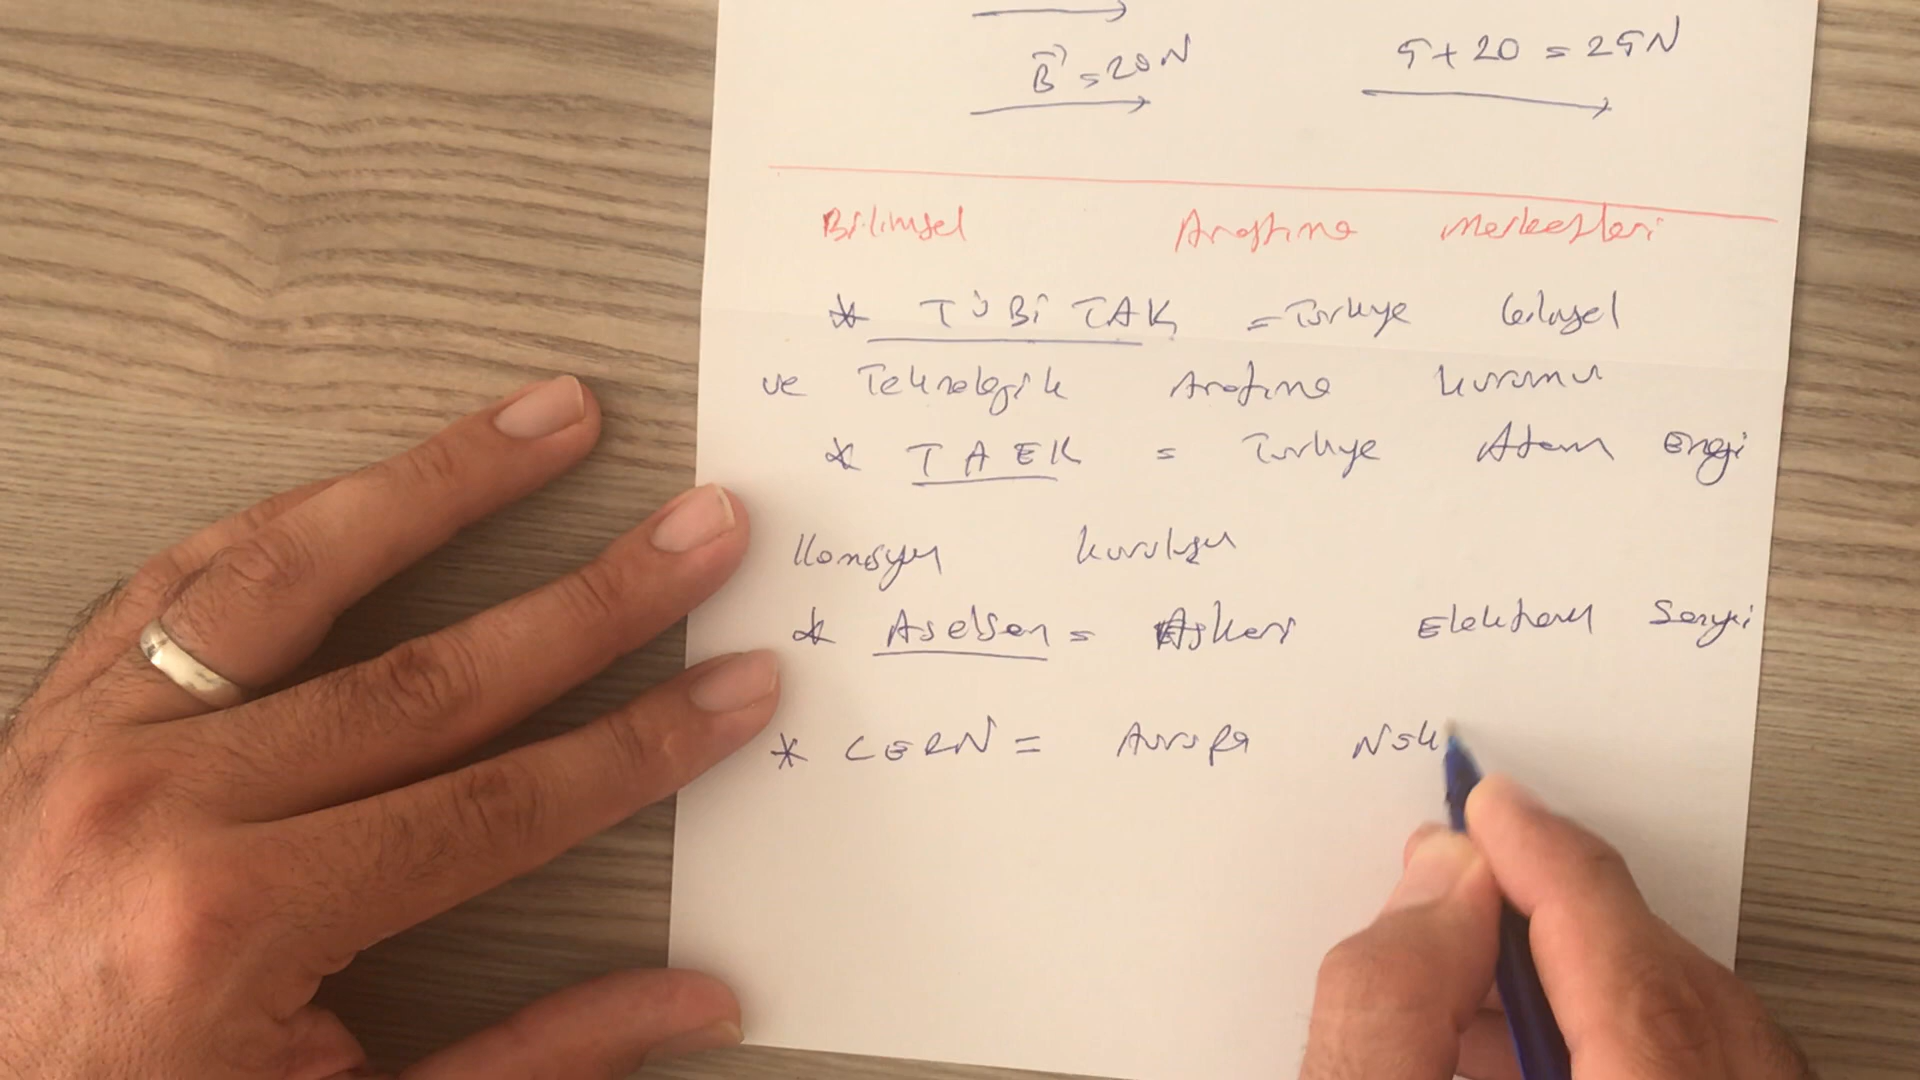 B⃗ = 20N
5+20 = 25N
Bilimsel Araştırma Merkezleri
* TÜBİTAK = Türkiye Bilimsel
ve Teknolojik Araştırma kurumu
* TAEK = Türkiye Atom Enerji
Komisyon kuruluşu
* Aselsan = Askeri Elektronik Sanayi
* CERN = Avrupa Nük